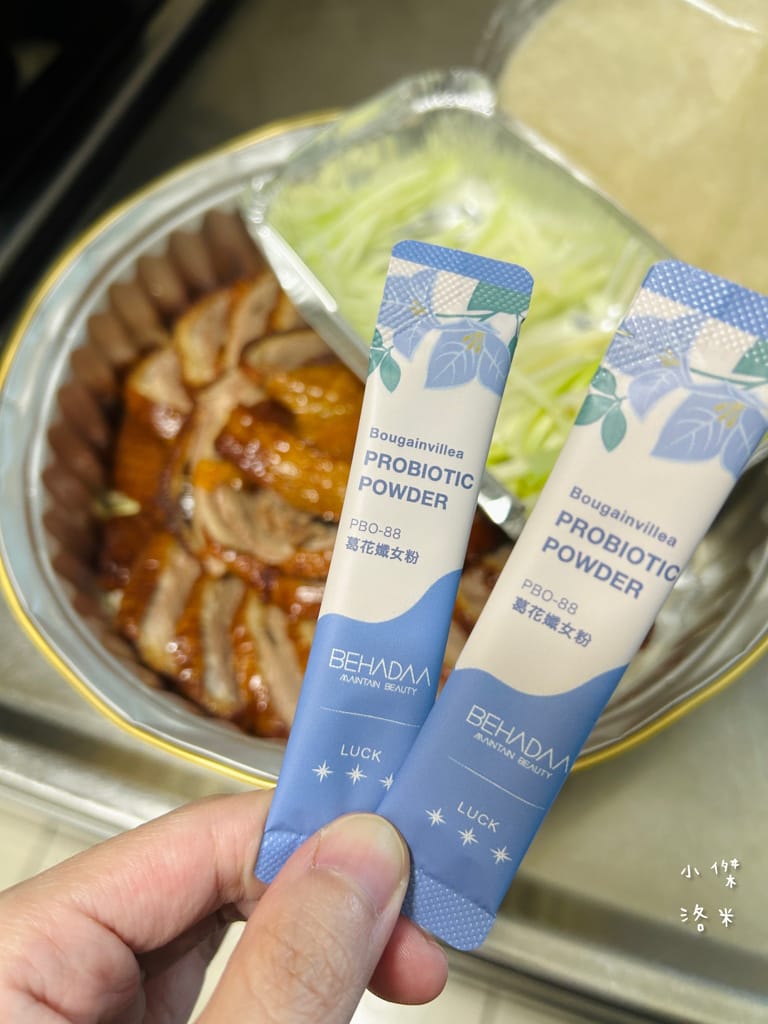 Bougainvillea
PROBIOTIC
POWDER
PBO-88
葛花孅女粉
BEHADAA
MAINTAIN BEAUTY
LUCK
Bougainvillea
PROBIOTIC
POWDER
PBO-88
葛花孅女粉
BEHADAA
MAINTAIN BEAUTY
LUCK
小傑
洛米